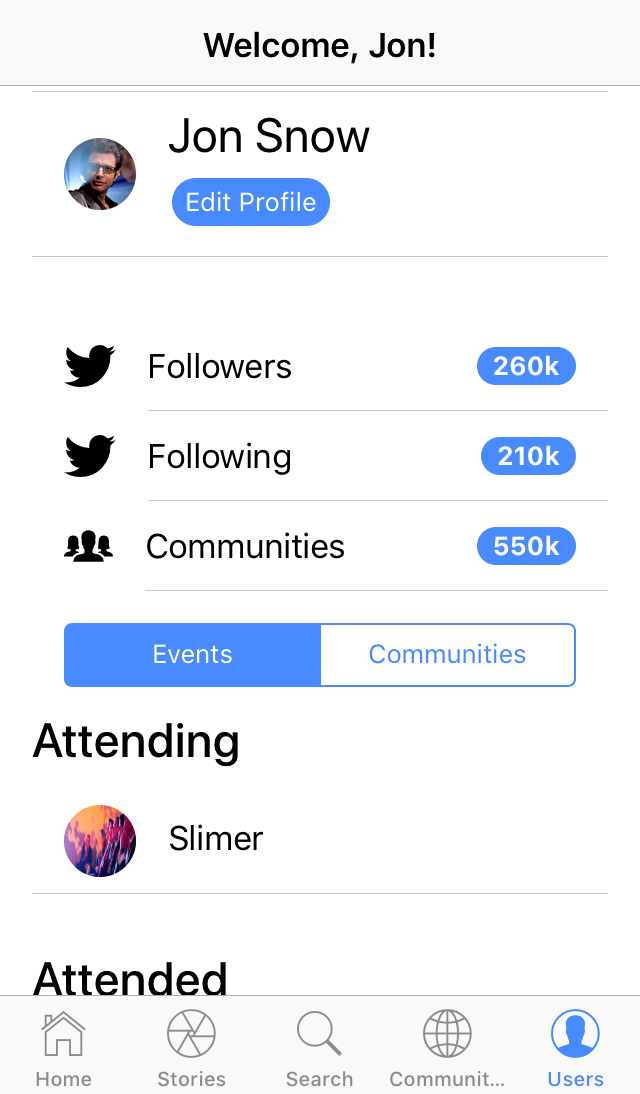 Welcome, Jon!
Jon Snow
Edit Profile
Followers 260k
Following 210k
Communities 550k
Events Communities
Attending
Slimer
Attended
Home Stories Search Communit... Users